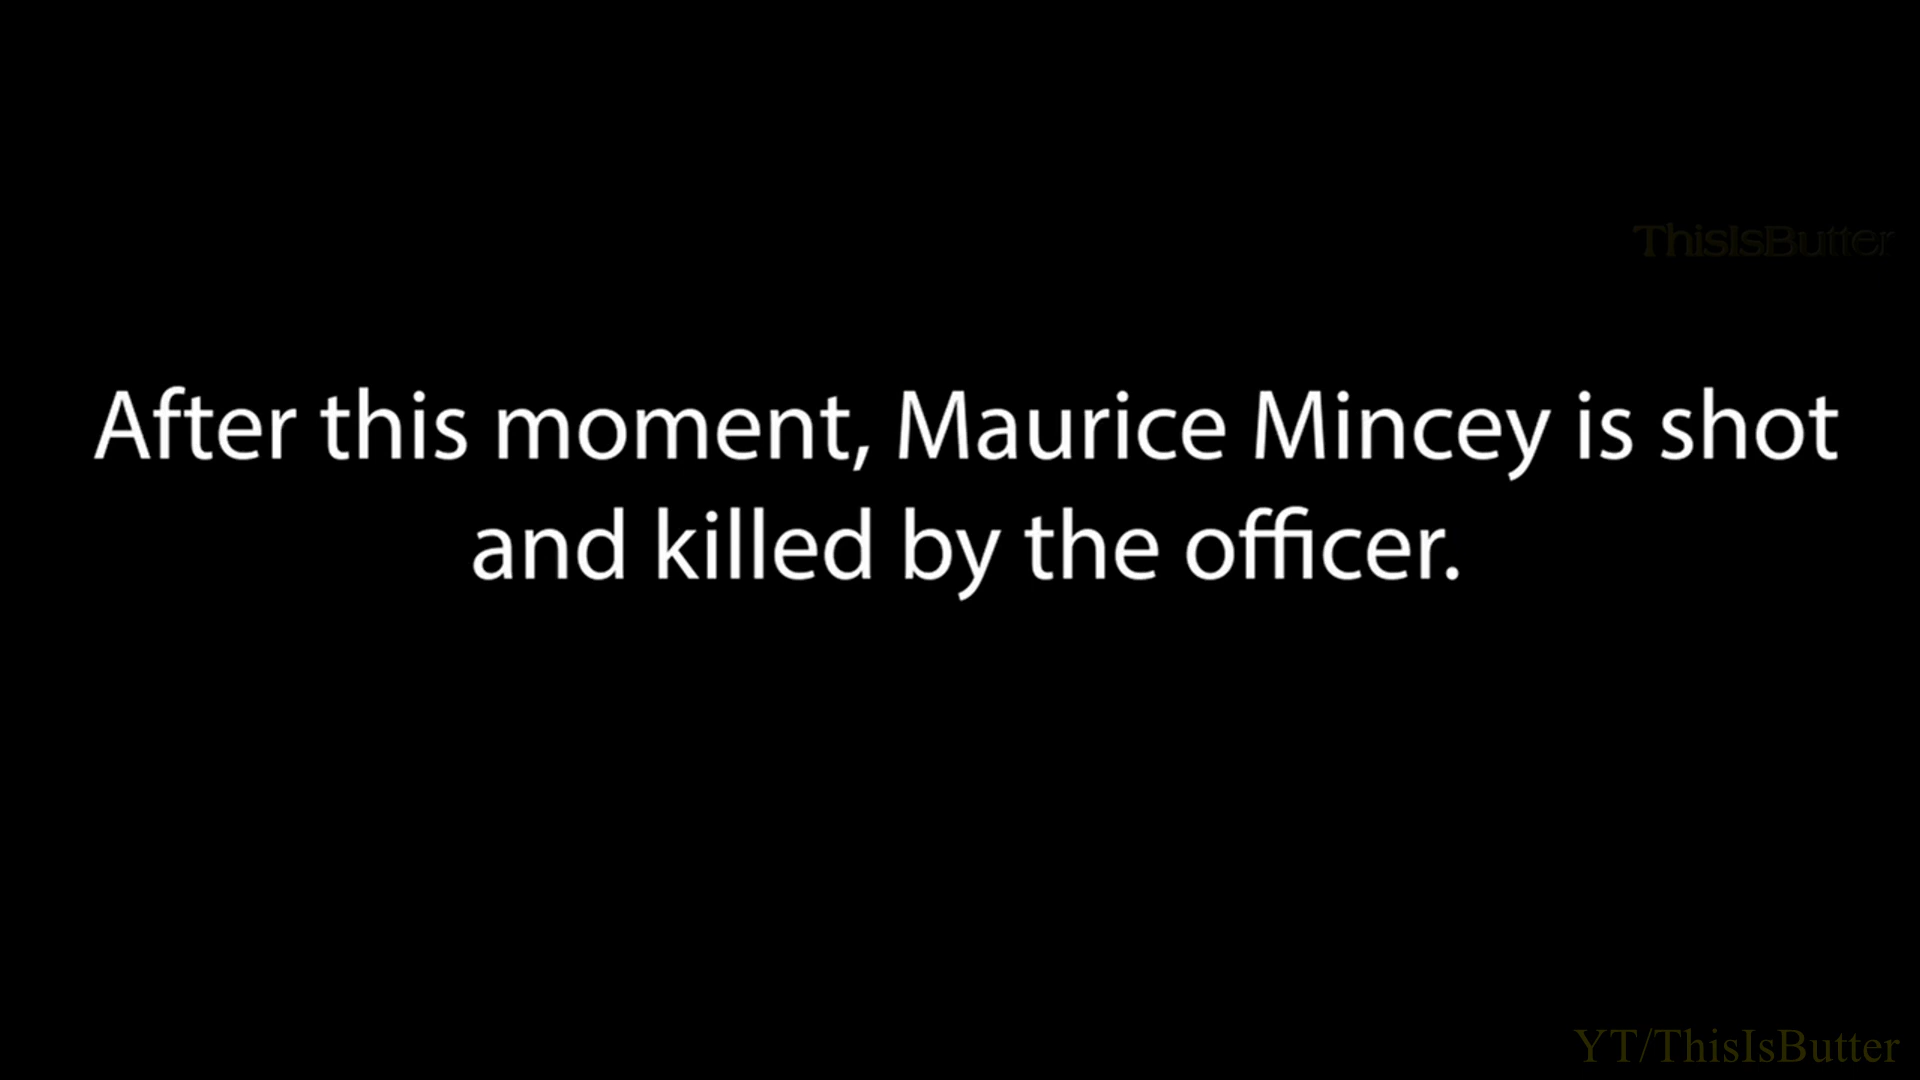 ThisIsButter
After this moment, Maurice Mincey is shot
and killed by the officer.
YT/ThisIsButter